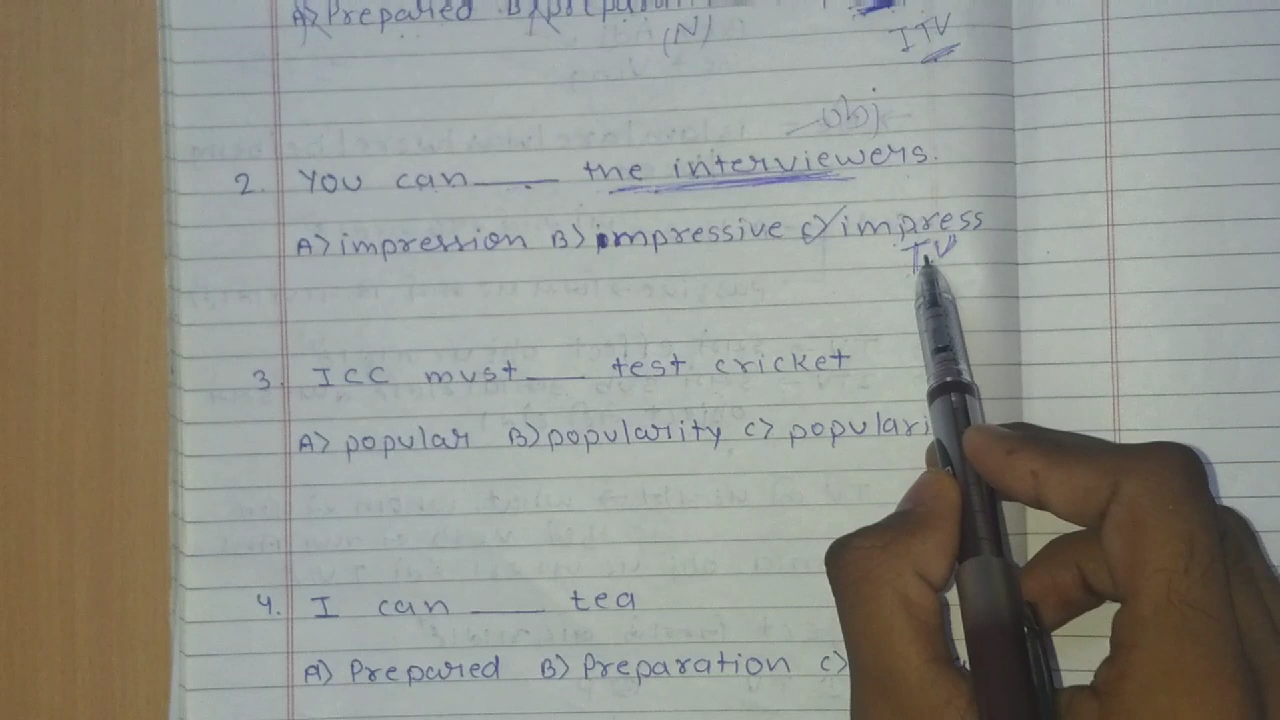 A) Prepared B)
(N)
ITV
obj
2. You can ___ the interviewers.
A) impression B) impressive c) impress
TV
3. ICC must ___ test cricket
A) popular B) popularity c)
4. I can ___ tea
A) Prepared B) Preparation c)